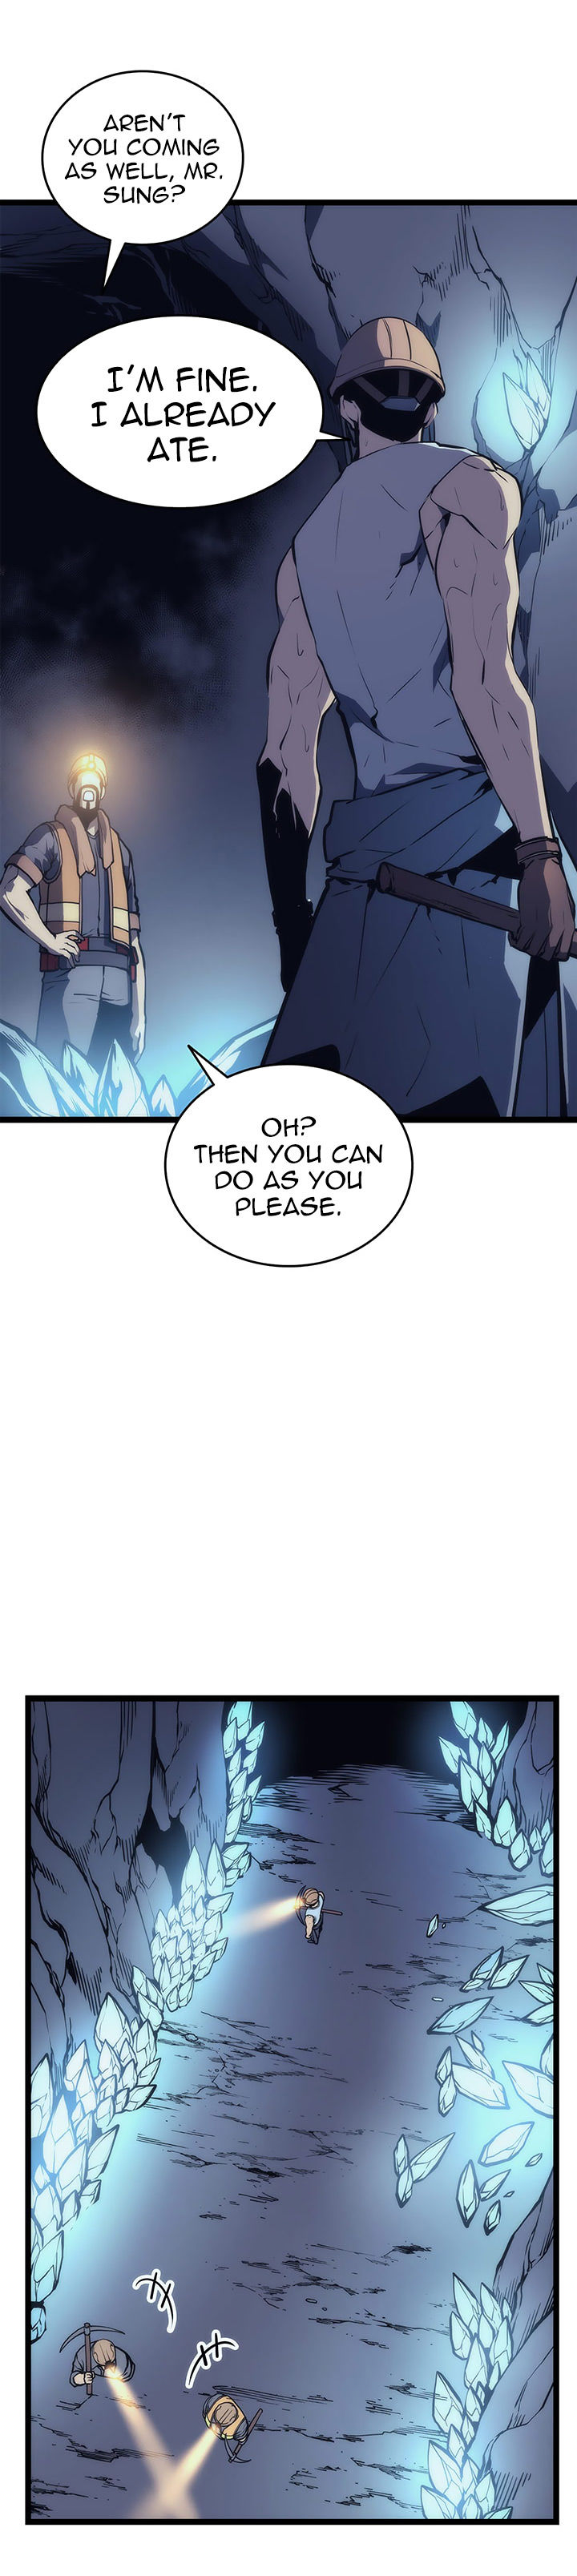 AREN'T
YOU COMING
AS WELL, MR.
SUNG?
I'M FINE.
I ALREADY
ATE.
OH?
THEN YOU CAN
DO AS YOU
PLEASE.